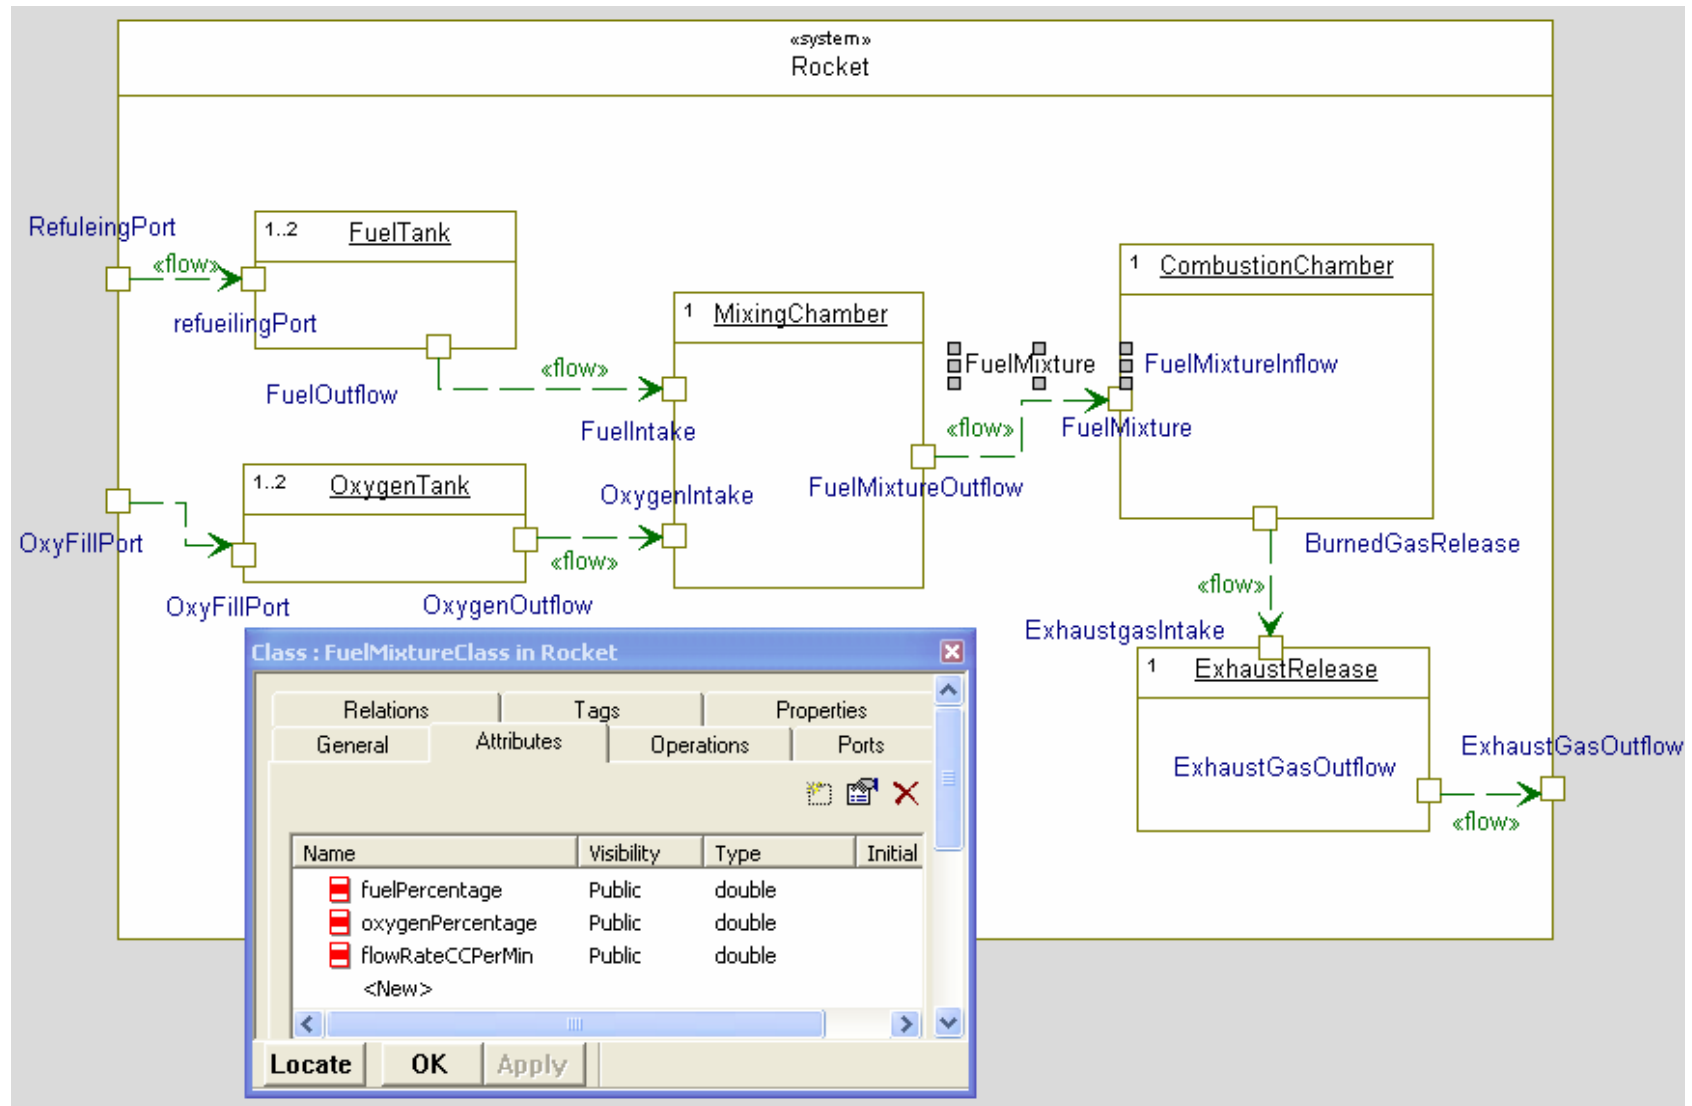 «system»
Rocket
RefuleingPort
«flow»
1..2 FuelTank
refueilingPort
FuelOutflow
«flow»
1 MixingChamber
FuelIntake
OxygenIntake
1..2 OxygenTank
OxyFillPort
OxyFillPort
OxygenOutflow
«flow»
FuelMixture
«flow»
FuelMixture
FuelMixtureOutflow
1 CombustionChamber
FuelMixtureInflow
BurnedGasRelease
«flow»
ExhaustgasIntake
1 ExhaustRelease
ExhaustGasOutflow
ExhaustGasOutflow
«flow»
Class : FuelMixtureClass in Rocket
Relations Tags Properties
General Attributes Operations Ports
Name Visibility Type Initial
fuelPercentage Public double
oxygenPercentage Public double
flowRateCCPerMin Public double
<New>
Locate OK Apply